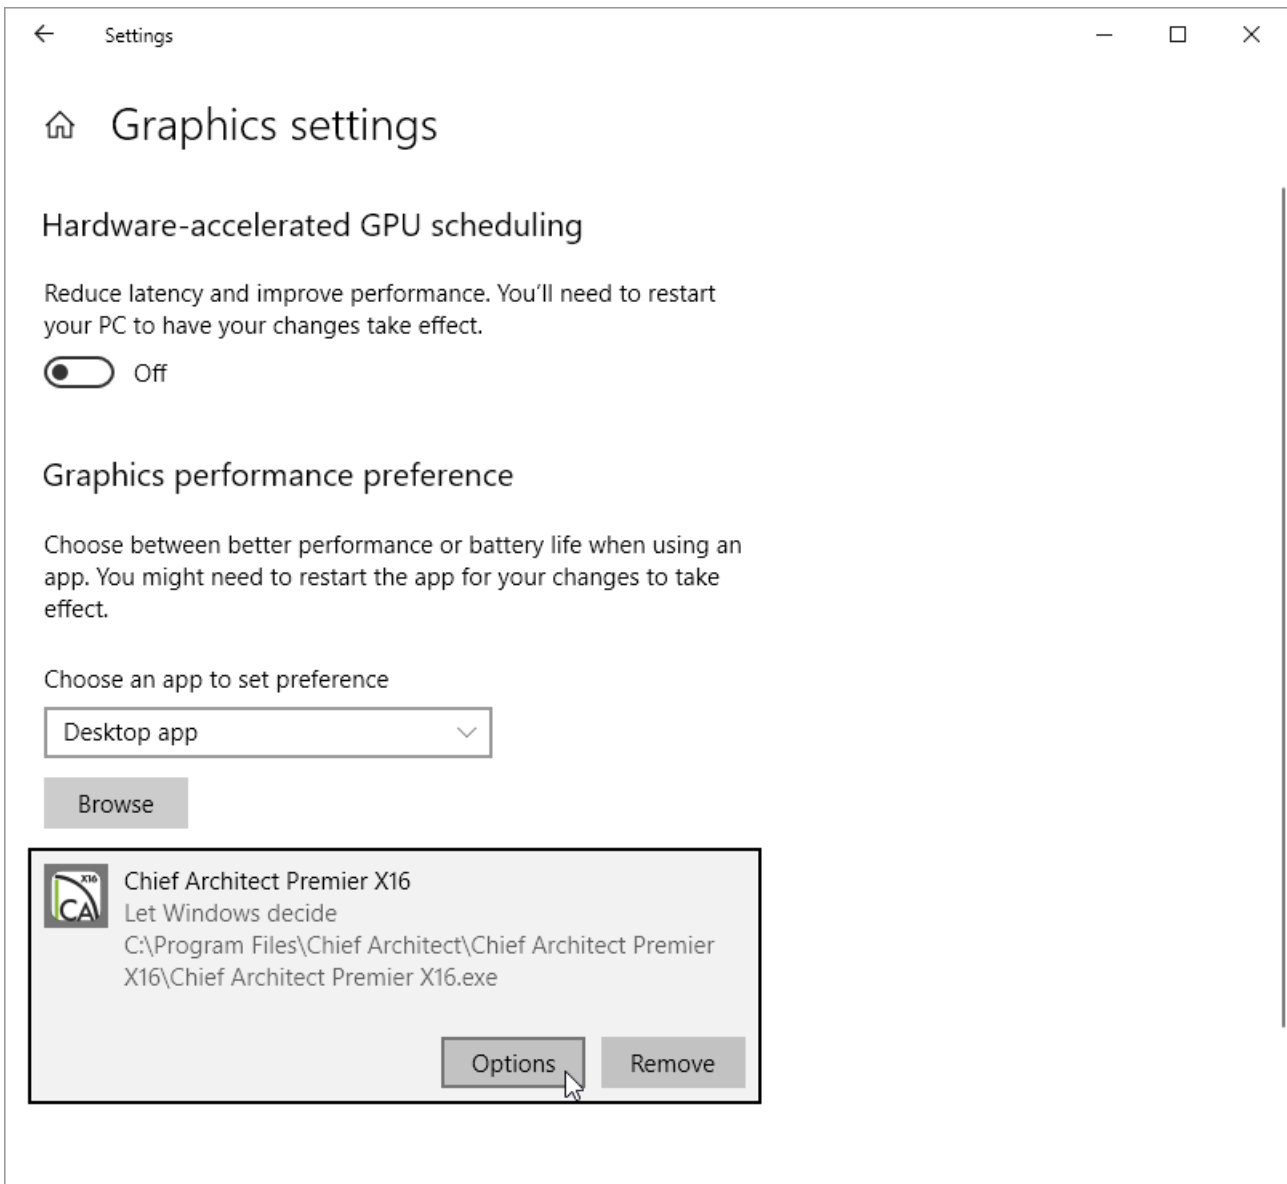 Settings
Graphics settings
Hardware-accelerated GPU scheduling
Reduce latency and improve performance. You'll need to restart
your PC to have your changes take effect.
Off
Graphics performance preference
Choose between better performance or battery life when using an
app. You might need to restart the app for your changes to take
effect.
Choose an app to set preference
Desktop app
Browse
X16
CA
Chief Architect Premier X16
Let Windows decide
C:\Program Files\Chief Architect\Chief Architect Premier
X16\Chief Architect Premier X16.exe
Options
Remove